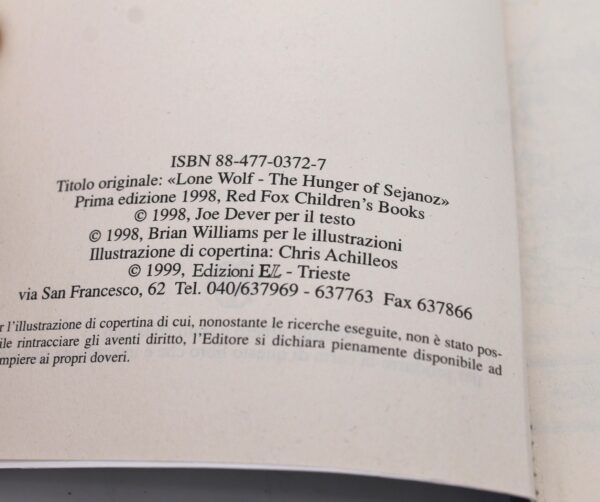 ISBN 88-477-0372-7
Titolo originale: «Lone Wolf - The Hunger of Sejanoz»
Prima edizione 1998, Red Fox Children's Books
© 1998, Joe Dever per il testo
© 1998, Brian Williams per le illustrazioni
Illustrazione di copertina: Chris Achilleos
© 1999, Edizioni EL - Trieste
via San Francesco, 62 Tel. 040/637969 - 637763 Fax 637866
r l'illustrazione di copertina di cui, nonostante le ricerche eseguite, non è stato pos-
ile rintracciare gli aventi diritto, l'Editore si dichiara pienamente disponibile ad
mpiere ai propri doveri.